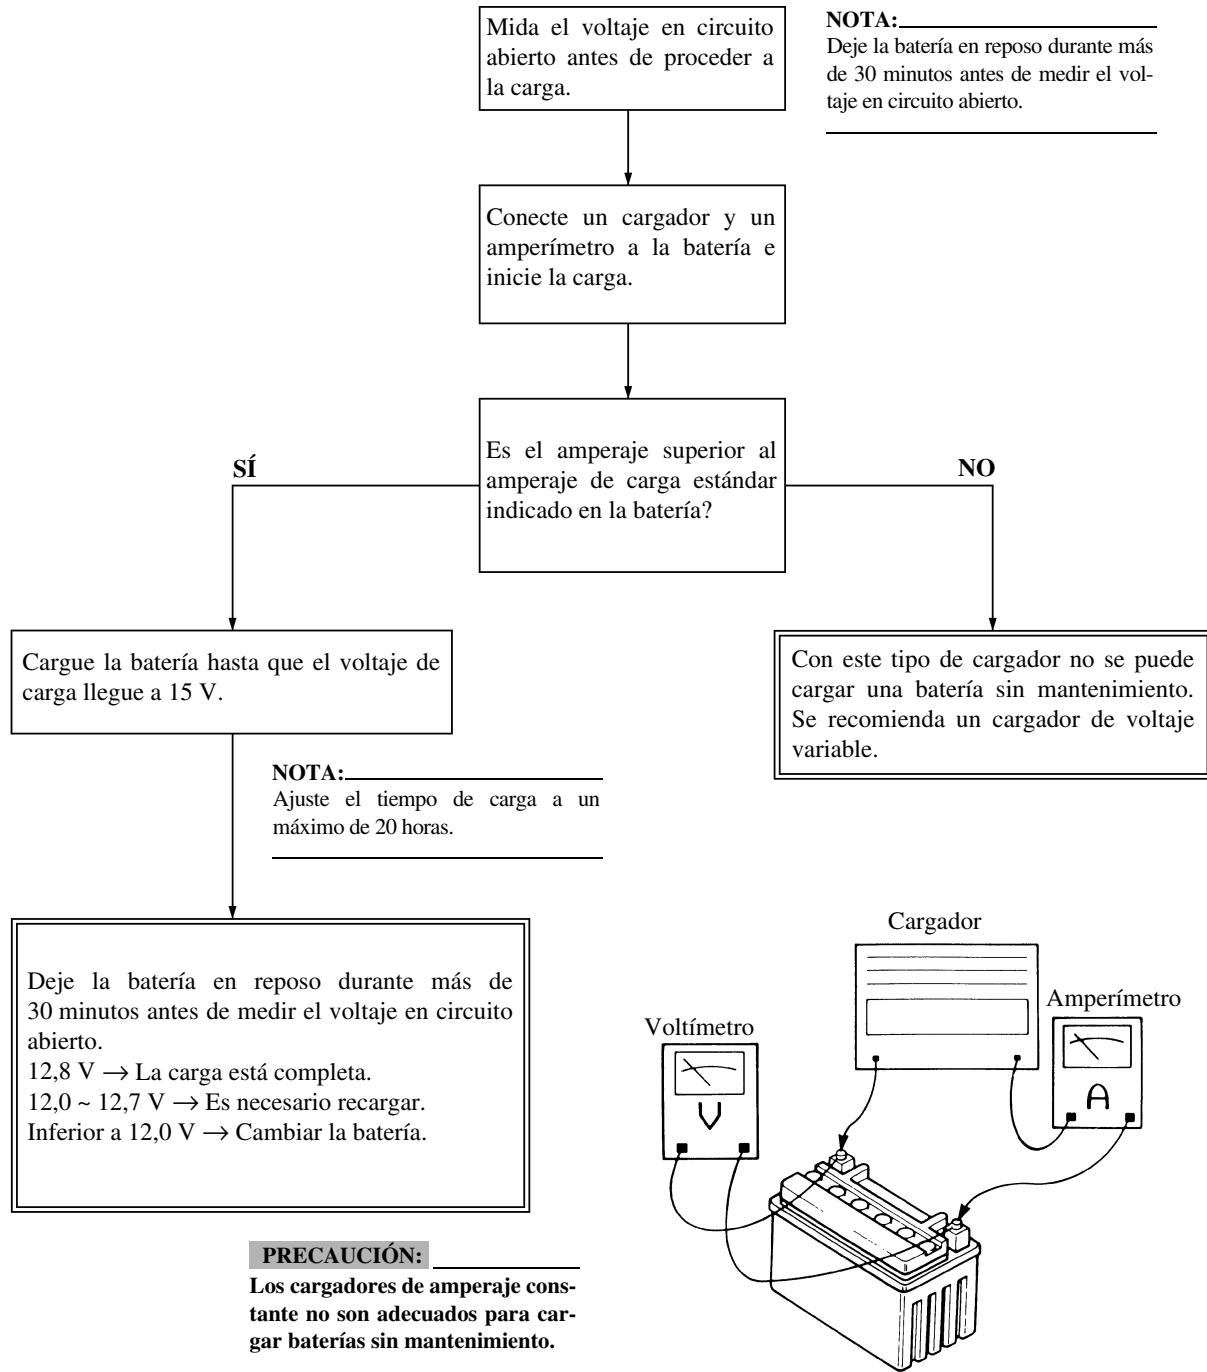 Mida el voltaje en circuito
abierto antes de proceder a
la carga.
NOTA:
Deje la batería en reposo durante más
de 30 minutos antes de medir el vol-
taje en circuito abierto.
Conecte un cargador y un
amperímetro a la batería e
inicie la carga.
Es el amperaje superior al
amperaje de carga estándar
indicado en la batería?
SÍ
NO
Cargue la batería hasta que el voltaje de
carga llegue a 15 V.
Con este tipo de cargador no se puede
cargar una batería sin mantenimiento.
Se recomienda un cargador de voltaje
variable.
NOTA:
Ajuste el tiempo de carga a un
máximo de 20 horas.
Deje la batería en reposo durante más de
30 minutos antes de medir el voltaje en circuito
abierto.
12,8 V → La carga está completa.
12,0 ~ 12,7 V → Es necesario recargar.
Inferior a 12,0 V → Cambiar la batería.
Cargador
Amperímetro
Voltímetro
A
V
PRECAUCIÓN:
Los cargadores de amperaje cons-
tante no son adecuados para car-
gar baterías sin mantenimiento.